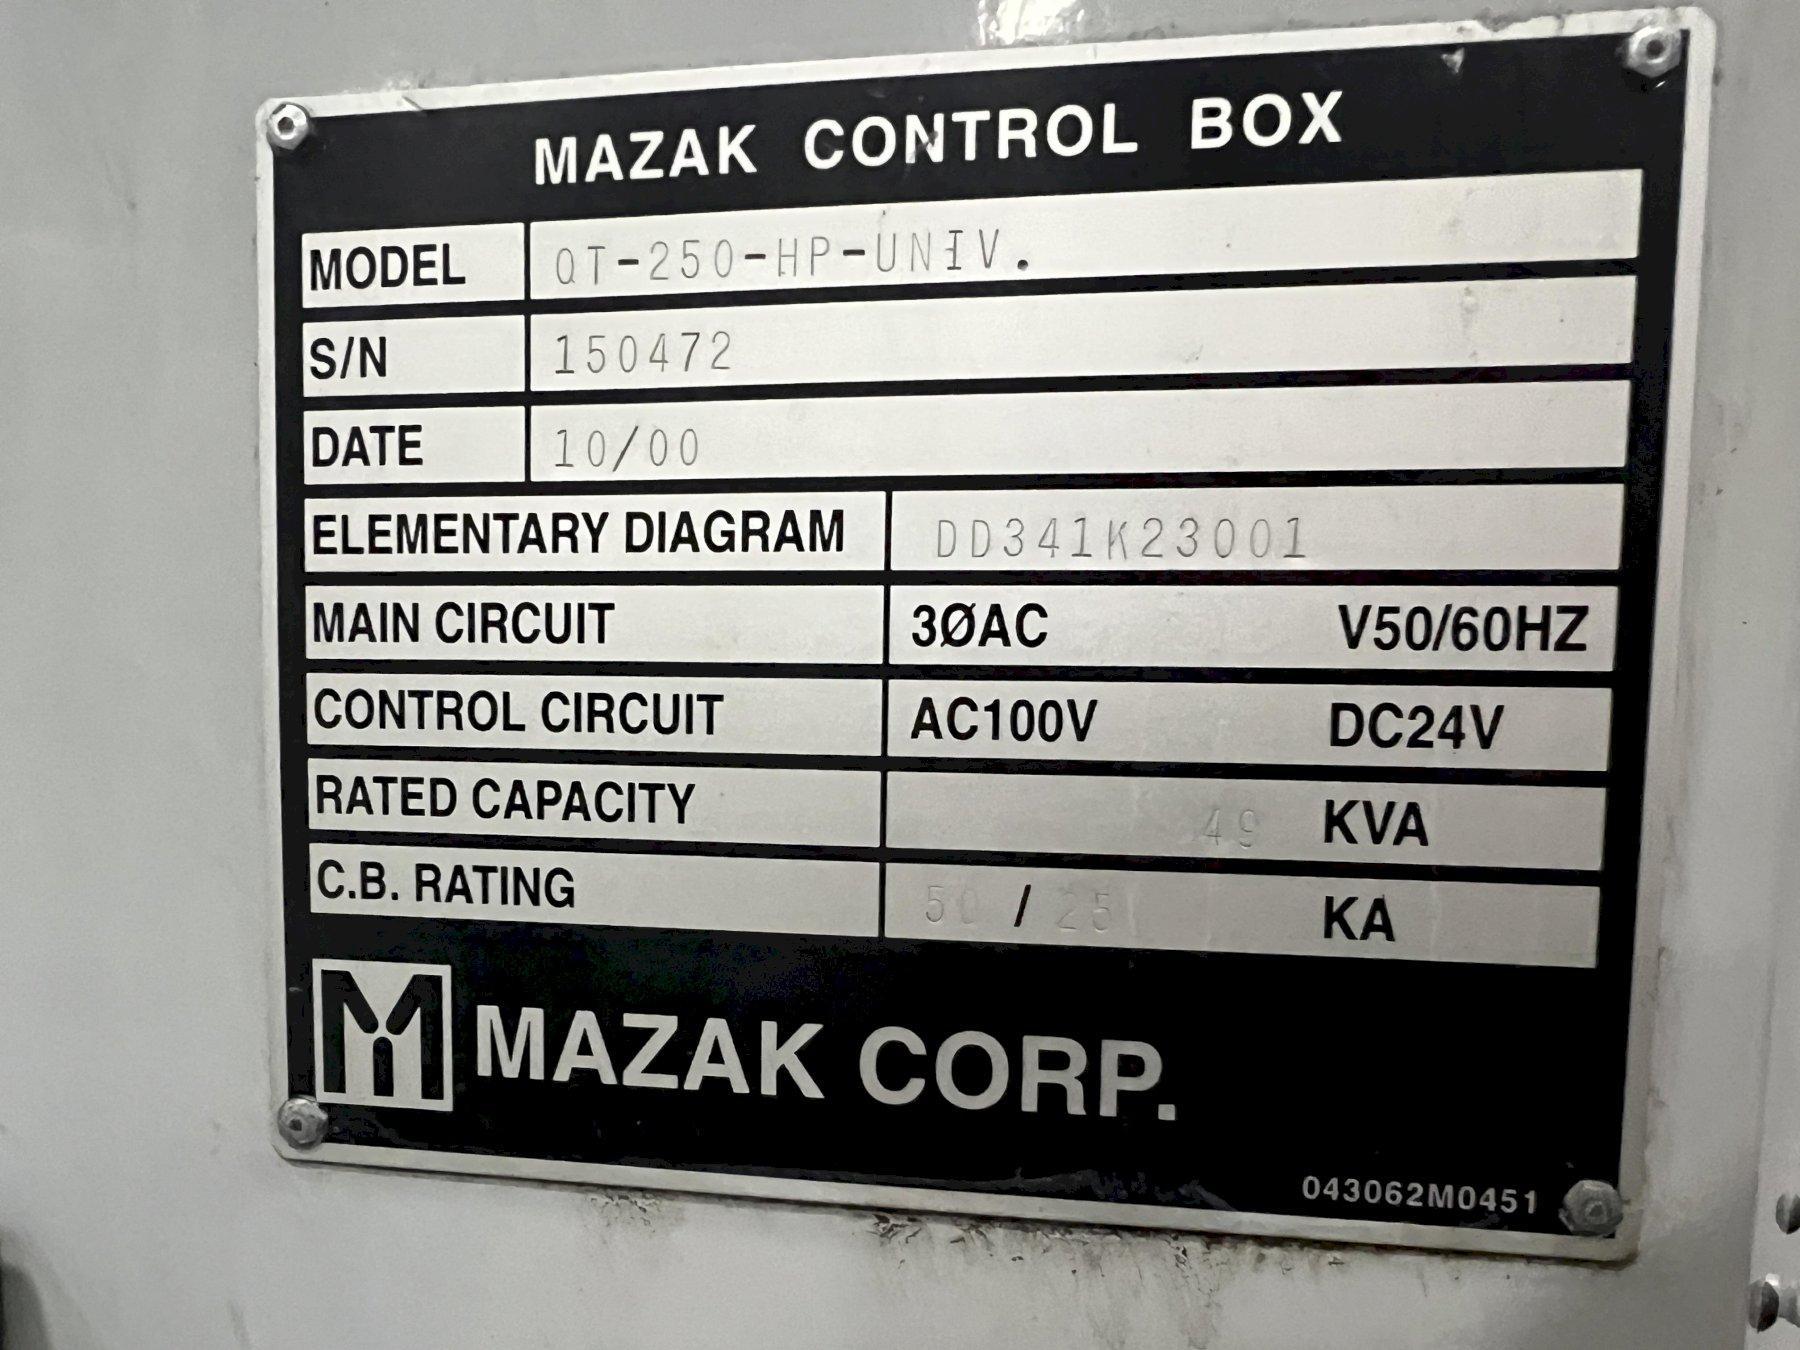 MAZAK CONTROL BOX
MODEL QT-250-HP-UNIV.
S/N 150472
DATE 10/00
ELEMENTARY DIAGRAM DD341K23001
MAIN CIRCUIT 3ØAC V50/60HZ
CONTROL CIRCUIT AC100V DC24V
RATED CAPACITY 49 KVA
C.B. RATING 50 / 25 KA
MAZAK CORP.
043062M0451